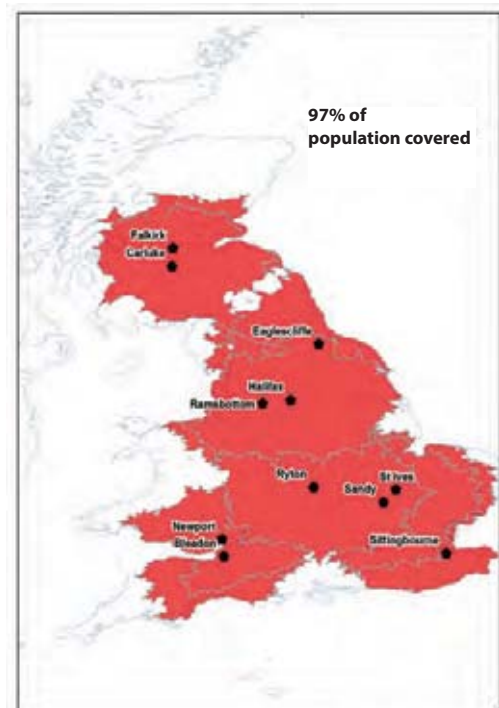 97% of
population covered
Falkirk
Carluke
Eaglescliffe
Halifax
Ramsbottom
Ryton
St Ives
Sandy
Newport
Bleadon
Sittingbourne